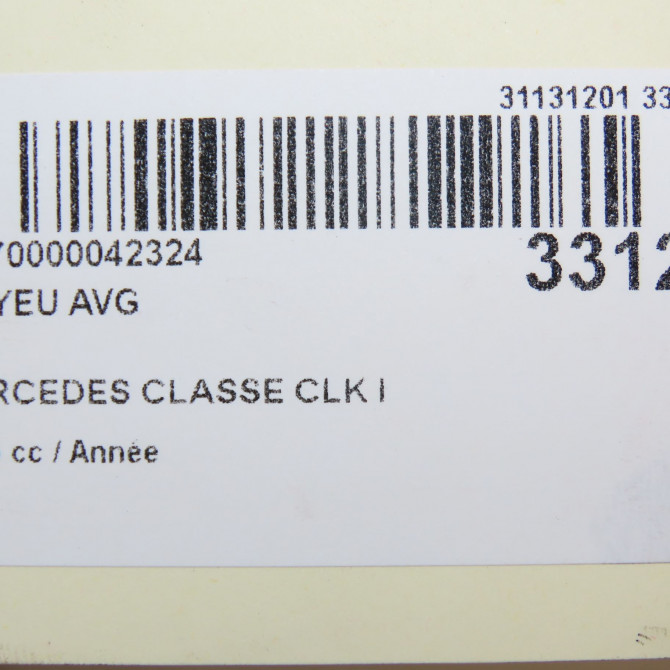 31131201 33
70000042324
3312
YEU AVG
RCEDES CLASSE CLK I
cc / Année